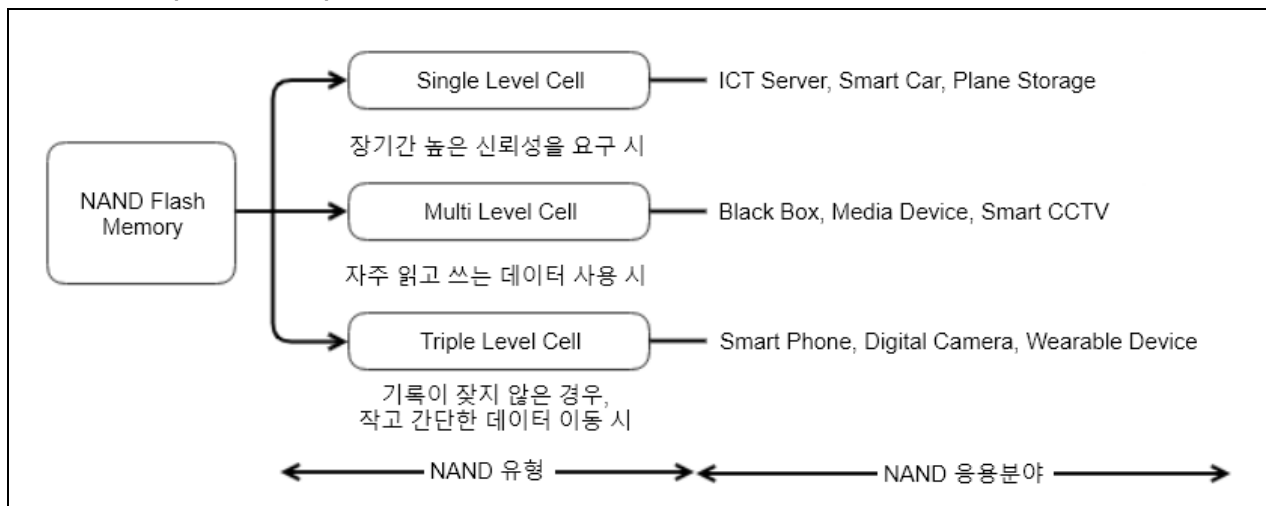 Single Level Cell
ICT Server, Smart Car, Plane Storage
장기간 높은 신뢰성을 요구 시
NAND Flash
Memory
Multi Level Cell
Black Box, Media Device, Smart CCTV
자주 읽고 쓰는 데이터 사용 시
Triple Level Cell
Smart Phone, Digital Camera, Wearable Device
기록이 잦지 않은 경우,
작고 간단한 데이터 이동 시
NAND 유형
NAND 응용분야